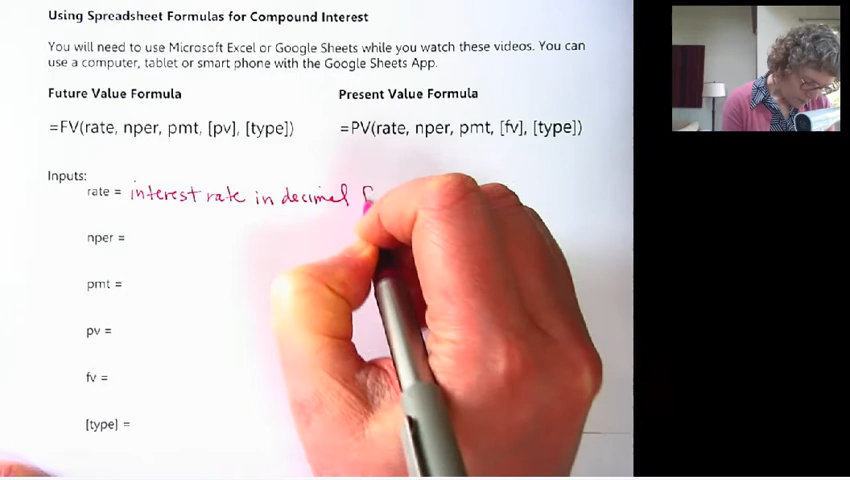 Using Spreadsheet Formulas for Compound Interest
You will need to use Microsoft Excel or Google Sheets while you watch these videos. You can
use a computer, tablet or smart phone with the Google Sheets App.
Future Value Formula
Present Value Formula
=FV(rate, nper, pmt, [pv], [type])
=PV(rate, nper, pmt, [fv], [type])
Inputs:
rate = interest rate in decimal f
nper =
pmt =
pv =
fv =
[type] =